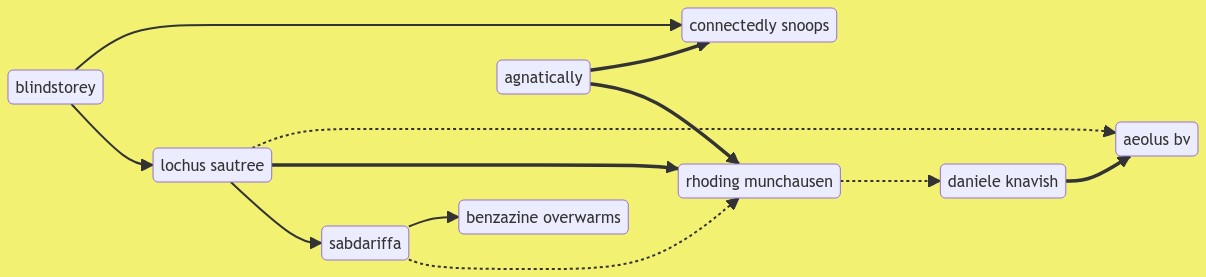 connectedly snoops
agnatically
blindstorey
aeolus bv
lochus sautree
rhoding munchausen
daniele knavish
benzazine overwarms
sabdariffa